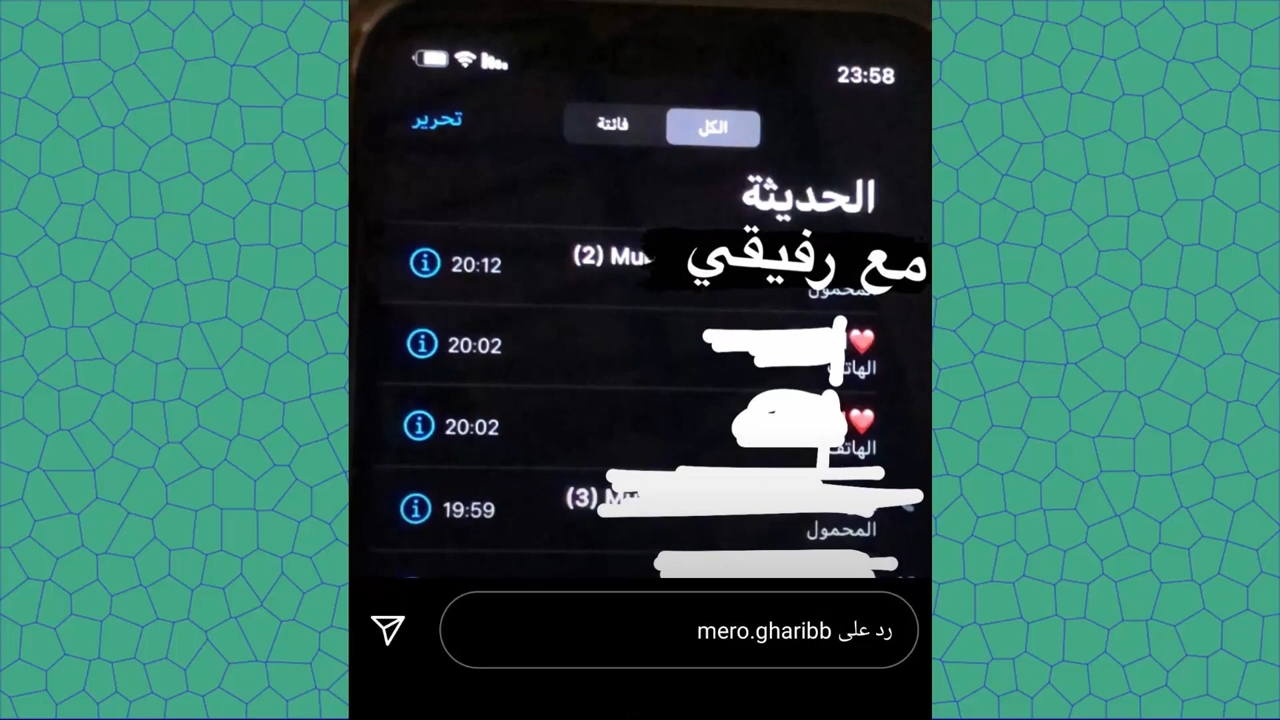 23:58
تحرير
فائتة
الكل
الحديثة
مع رفيقي
(2)
20:12
المحمول
❤️
20:02
الهاتف
❤️
20:02
الهاتف
(3)
19:59
المحمول
رد على mero.gharibb